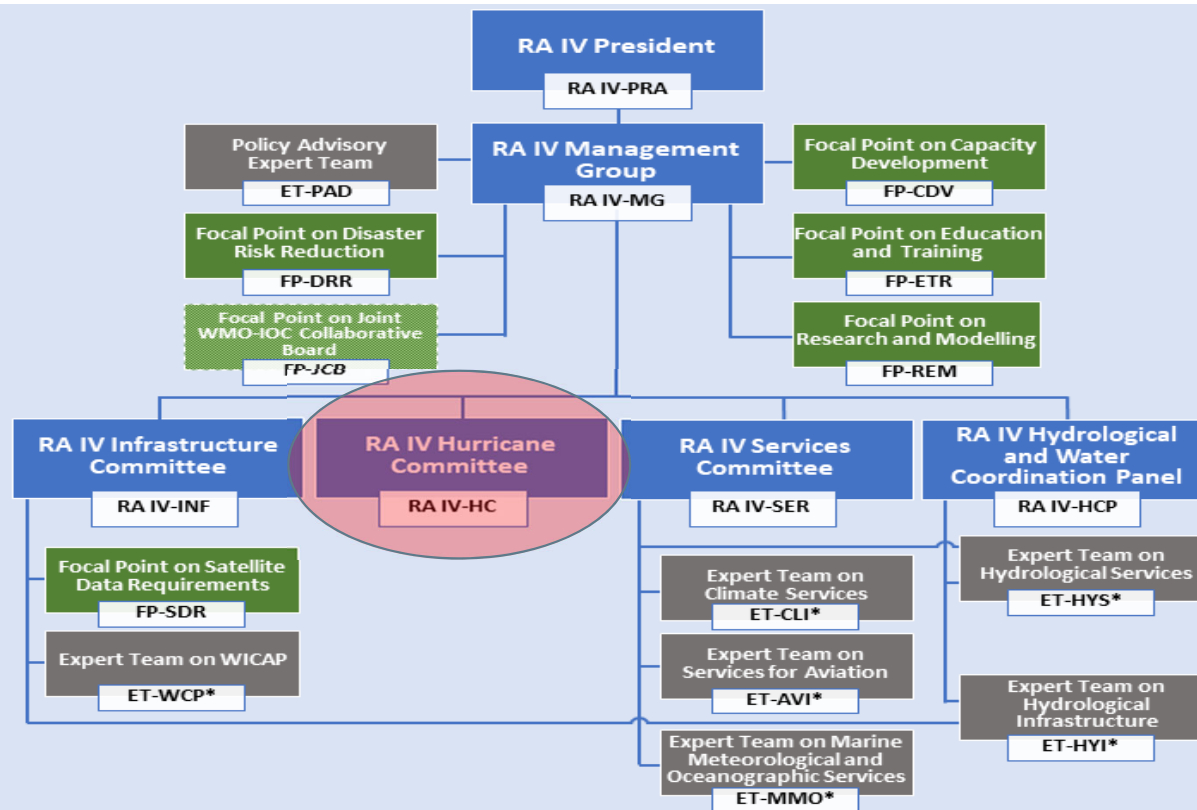 RA IV President
RA IV-PRA
Policy Advisory
Expert Team
ET-PAD
RA IV Management
Group
RA IV-MG
Focal Point on Capacity
Development
FP-CDV
Focal Point on Disaster
Risk Reduction
FP-DRR
Focal Point on Education
and Training
FP-ETR
Focal Point on Joint
WMO-IOC Collaborative
Board
FP-JCB
Focal Point on
Research and Modelling
FP-REM
RA IV Infrastructure
Committee
RA IV-INF
RA IV Hurricane
Committee
RA IV-HC
RA IV Services
Committee
RA IV-SER
RA IV Hydrological
and Water
Coordination Panel
RA IV-HCP
Focal Point on Satellite
Data Requirements
FP-SDR
Expert Team on WICAP
ET-WCP*
Expert Team on
Climate Services
ET-CLI*
Expert Team on
Services for Aviation
ET-AVI*
Expert Team on Marine
Meteorological and
Oceanographic Services
ET-MMO*
Expert Team on
Hydrological Services
ET-HYS*
Expert Team on
Hydrological
Infrastructure
ET-HYI*